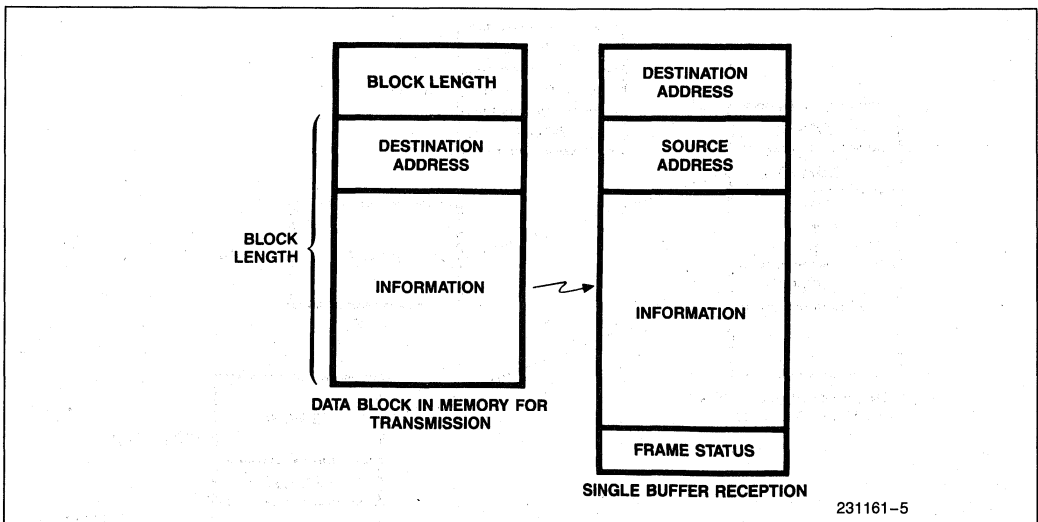 BLOCK LENGTH
DESTINATION
ADDRESS
BLOCK
LENGTH
INFORMATION
DATA BLOCK IN MEMORY FOR
TRANSMISSION
DESTINATION
ADDRESS
SOURCE
ADDRESS
INFORMATION
FRAME STATUS
SINGLE BUFFER RECEPTION
231161-5